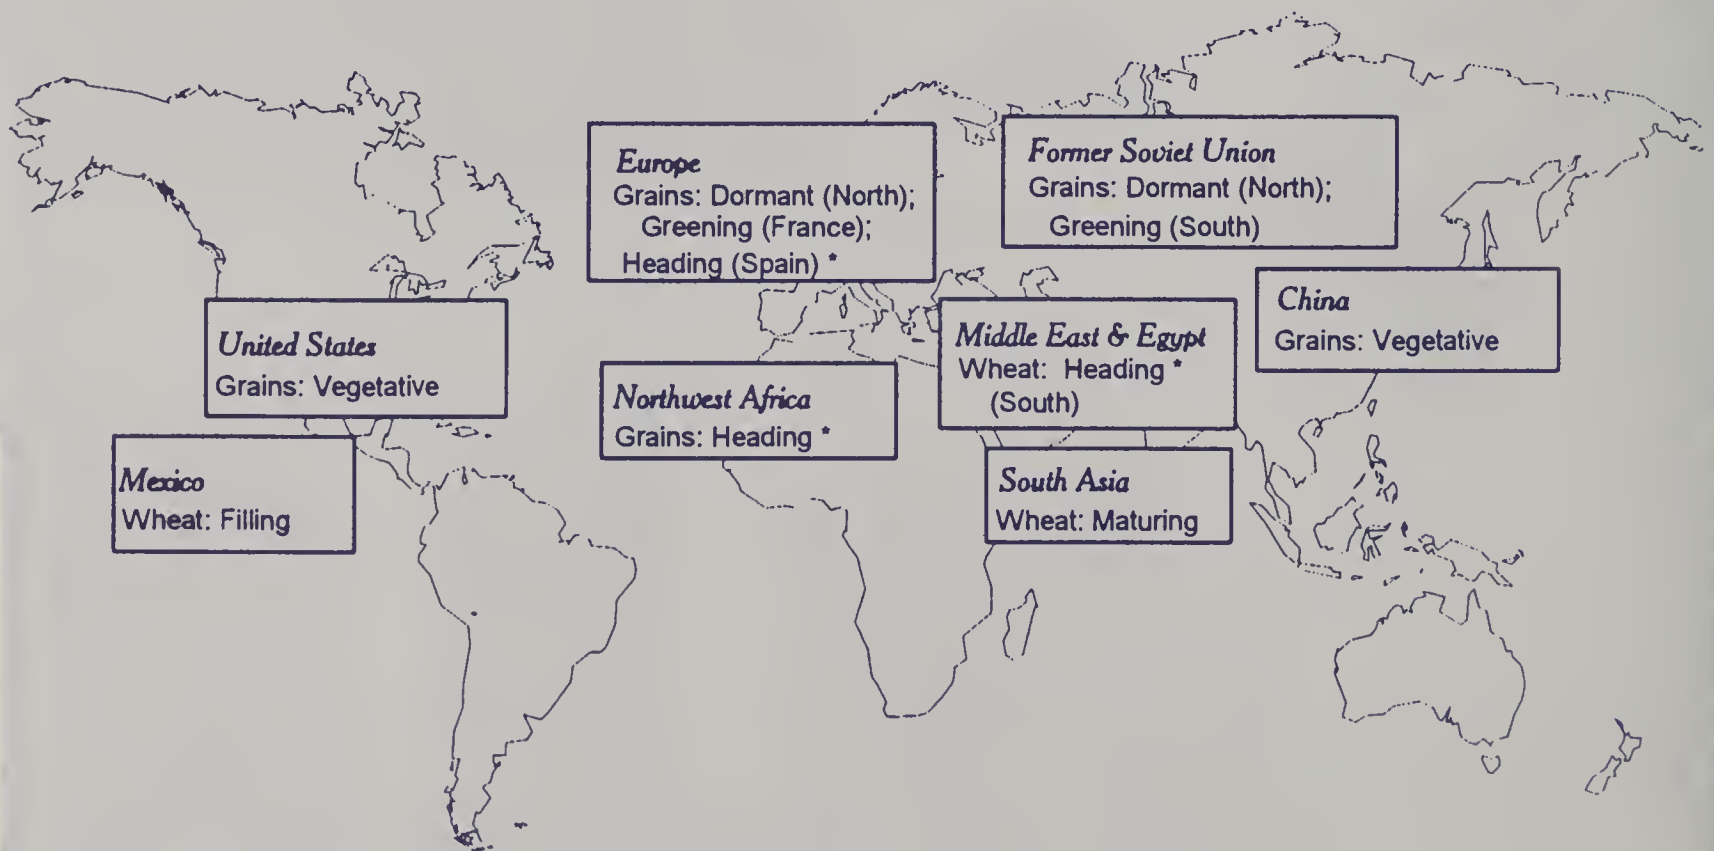 Europe
Grains: Dormant (North);
Greening (France);
Heading (Spain) *
Former Soviet Union
Grains: Dormant (North);
Greening (South)
United States
Grains: Vegetative
Mexico
Wheat: Filling
Northwest Africa
Grains: Heading *
Middle East & Egypt
Wheat: Heading *
(South)
South Asia
Wheat: Maturing
China
Grains: Vegetative